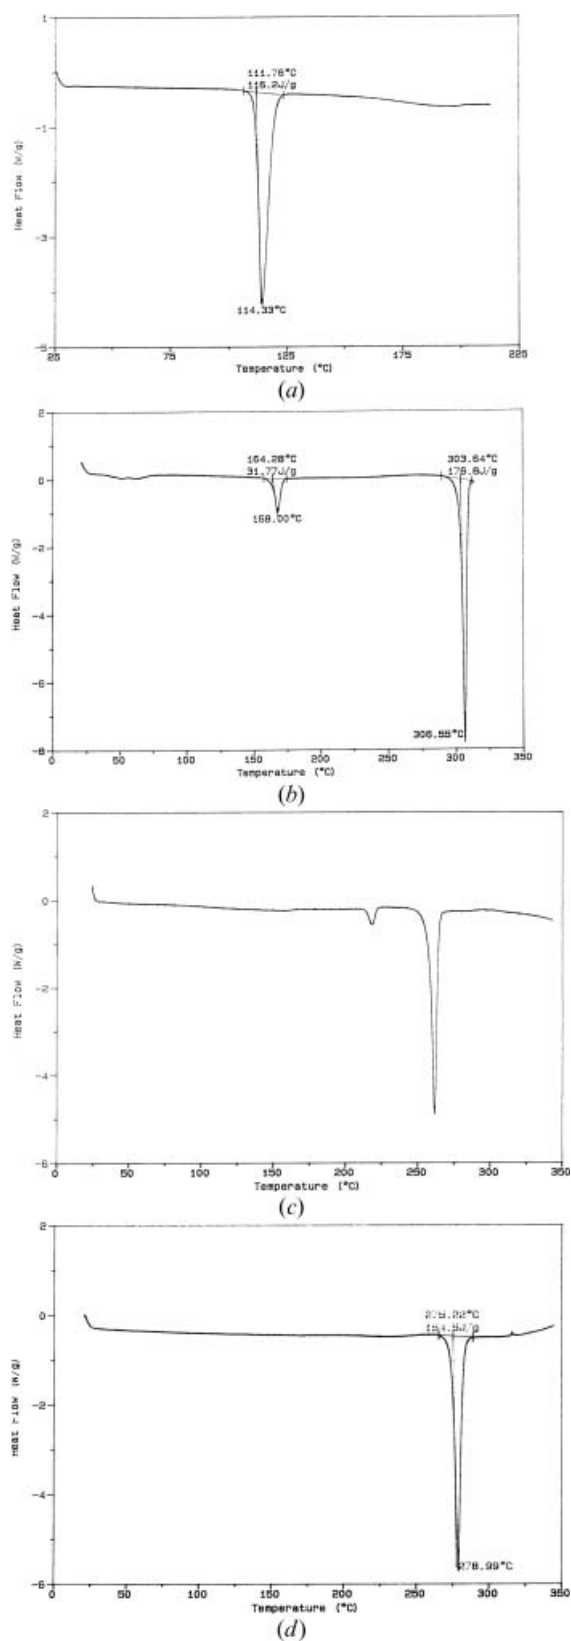 1
111.76°C
115.2J/g
-1
Heat Flow (W/g)
-3
114.33°C
-5
25 75 125 175 225
Temperature (°C)
(a)
2
164.28°C 303.64°C
31.77J/g 176.8J/g
0
-2
Heat Flow (W/g)
-4
-6
168.00°C
306.55°C
-8
0 50 100 150 200 250 300 350
Temperature (°C)
(b)
2
0
Heat Flow (W/g)
-2
-4
-6
0 50 100 150 200 250 300 350
Temperature (°C)
(c)
2
275.22°C
0
Heat Flow (W/g)
-2
-4
278.99°C
-6
0 50 100 150 200 250 300 350
Temperature (°C)
(d)